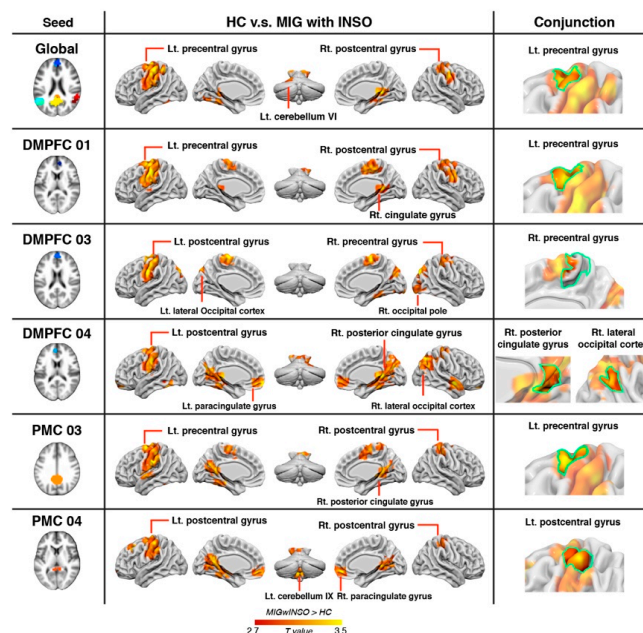 Seed
HC v.s. MIG with INSO
Conjunction
Global
Lt. precentral gyrus
Rt. postcentral gyrus
Lt. cerebellum VI
Lt. precentral gyrus
DMPFC 01
Lt. precentral gyrus
Rt. postcentral gyrus
Rt. cingulate gyrus
Lt. precentral gyrus
DMPFC 03
Lt. postcentral gyrus
Rt. precentral gyrus
Lt. lateral Occipital cortex
Rt. occipital pole
Rt. precentral gyrus
DMPFC 04
Lt. postcentral gyrus
Rt. posterior cingulate gyrus
Lt. paracingulate gyrus
Rt. lateral occipital cortex
Rt. posterior
cingulate gyrus
Rt. lateral
occipital corte
PMC 03
Lt. precentral gyrus
Rt. postcentral gyrus
Rt. posterior cingulate gyrus
Lt. precentral gyrus
PMC 04
Lt. postcentral gyrus
Rt. postcentral gyrus
Lt. cerebellum IX
Rt. paracingulate gyrus
Lt. postcentral gyrus
MIGwINSO > HC
2.7
T value
3.5